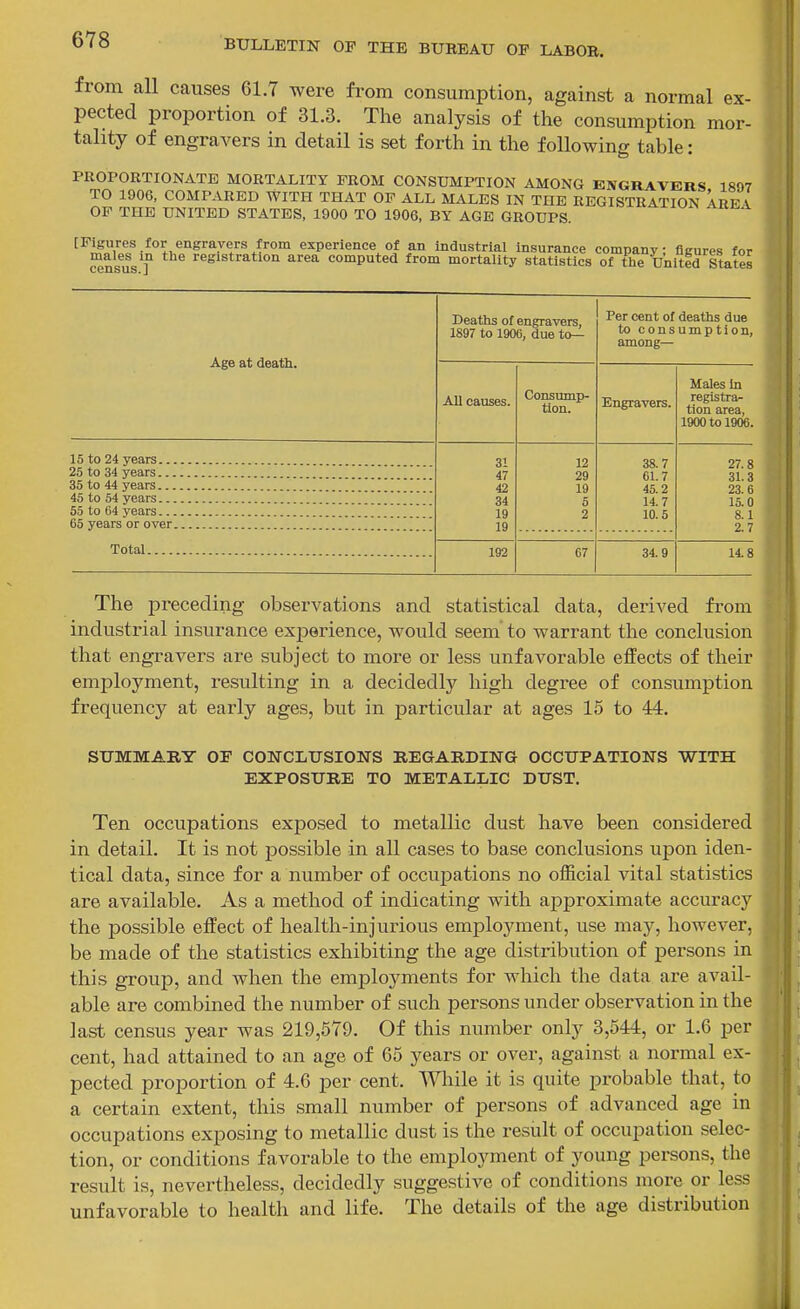 678
BULLETIN OF THE BUREAU OF LABOR.
from all causes 61.7 were from consumption, against a normal ex-
pected proportion of 31.3. The analysis of the consumption mor-
tality of engravers in detail is set forth in the following table:
PROPORTIONATE MORTALITY FROM CONSUMPTION AMONG ENGRAVERS, 1897
TO 1906, COMPARED WITH THAT OF ALL MALES IN THE REGISTRATION AREA
OF THE UNITED STATES, 1900 TO 1906, BY AGE GROUPS.
[Figures for engravers from experience of an industrial insurance company; figures for
males in the registration area computed from mortality statistics of the United States
census.]
Age at death.
Deaths of engravers,
1897 to 1906, due to—
Per cent of deaths due
to consumption,
among—
All causes.
Consump-
tion.
Engravers.
Males in
registra-
tion area,
1900 to 1906.
15 to 24 years 31 12 38.7 27.8
25 to 34 years 47 29 61.7 31.3
35 to 44 years 42 19 45.2 23.6
45 to 54 years 34 5 14.7 15.0
55 to 64 years 19 2 10.5 8.1
65 years or over 19 2.7
Total 192 67 34.9 14.8
The preceding observations and statistical data, derived from
industrial insurance experience, would seem to warrant the conclusion
that engravers are subject to more or less unfavorable effects of their
employment, resulting in a decidedly high degree of consumption
frequency at early ages, but in particular at ages 15 to 44.
SUMMARY OF CONCLUSIONS REGARDING OCCUPATIONS WITH
EXPOSURE TO METALLIC DUST.
Ten occupations exposed to metallic dust have been considered
in detail. It is not possible in all cases to base conclusions upon iden-
tical data, since for a number of occupations no official vital statistics
are available. As a method of indicating with approximate accuracy
the possible effect of health-injurious employment, use may, however,
be made of the statistics exhibiting the age distribution of persons in
this group, and when the employments for which the data are avail-
able are combined the number of such persons under observation in the
last census year was 219,579. Of this number only 3,544, or 1.6 per
cent, had attained to an age of 65 years or over, against a normal ex-
pected proportion of 4.6 per cent. While it is quite probable that, to
a certain extent, this small number of persons of advanced age in
occupations exposing to metallic dust is the result of occupation selec-
tion, or conditions favorable to the employment of young persons, the
result is, nevertheless, decidedly suggestive of conditions more or less
unfavorable to health and life. The details of the age distribution